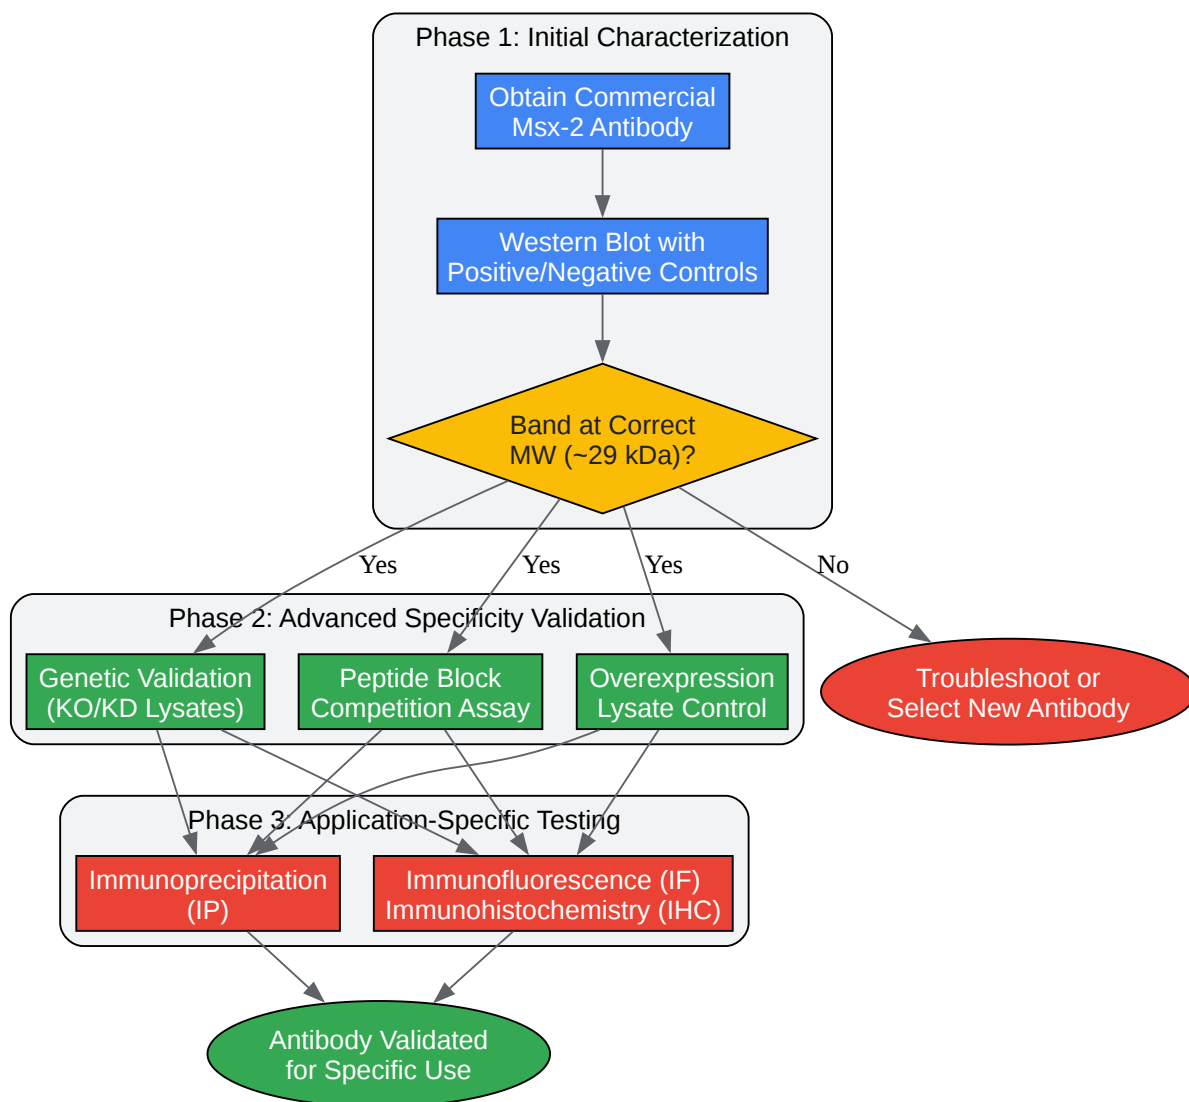 Phase 1: Initial Characterization
Obtain Commercial
Msx-2 Antibody
Western Blot with
Positive/Negative Controls
Band at Correct
MW (~29 kDa)?
Yes
Yes
Yes
No
Phase 2: Advanced Specificity Validation
Genetic Validation
(KO/KD Lysates)
Peptide Block
Competition Assay
Overexpression
Lysate Control
Troubleshoot or
Select New Antibody
Phase 3: Application-Specific Testing
Immunoprecipitation
(IP)
Immunofluorescence (IF)
Immunohistochemistry (IHC)
Antibody Validated
for Specific Use